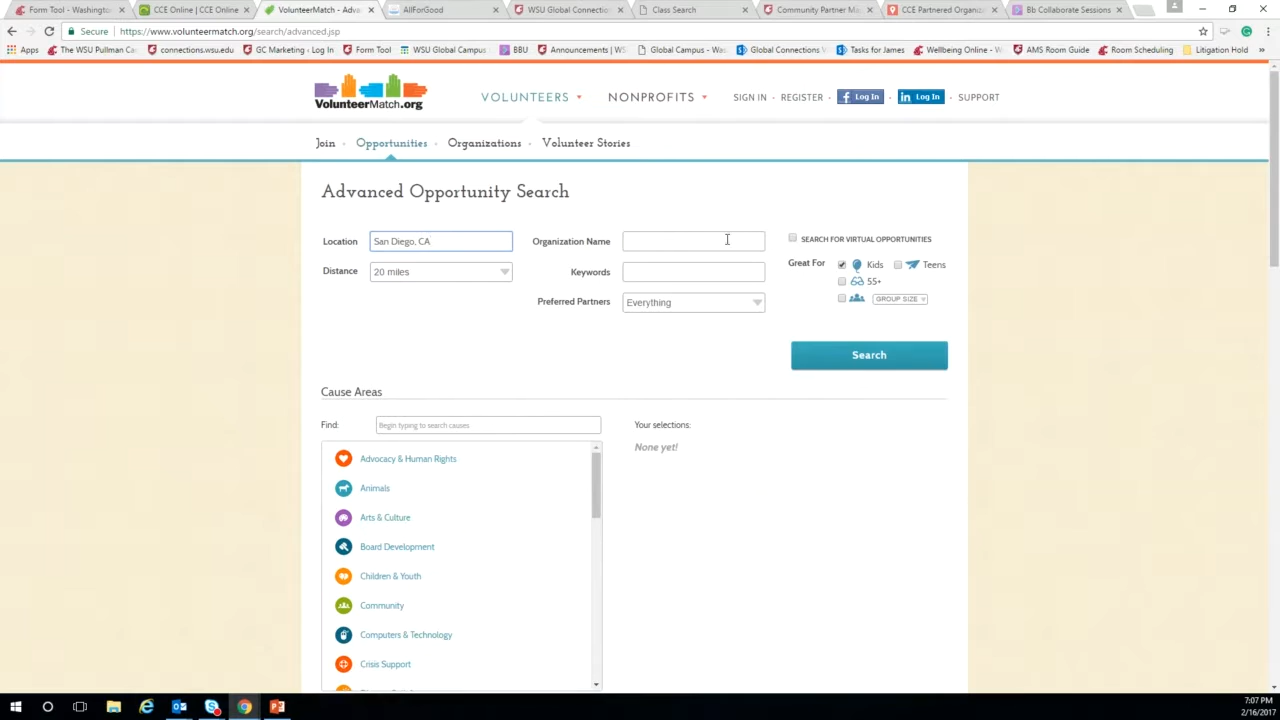 Form Tool - Washington CCE Online | CCE Online VolunteerMatch - Adva AllForGood WSU Global Connection Class Search Community Partner Ma CCE Partnered Organiza Bb Collaborate Sessions
Secure https://www.volunteermatch.org/search/advanced.jsp
Apps The WSU Pullman Cam connections.wsu.edu GC Marketing ‹ Log In Form Tool WSU Global Campus BBU Announcements | WS Global Campus - Was Global Connections Tasks for James Wellbeing Online - W AMS Room Guide Room Scheduling Litigation Hold »
VolunteerMatch.org VOLUNTEERS NONPROFITS SIGN IN · REGISTER Log In · in Log In · SUPPORT
Join · Opportunities · Organizations · Volunteer Stories
Advanced Opportunity Search
Location San Diego, CA Organization Name SEARCH FOR VIRTUAL OPPORTUNITIES
Distance 20 miles Keywords Great For Kids Teens
55+
Preferred Partners Everything GROUP SIZE
Search
Cause Areas
Find: Begin typing to search causes Your selections:
None yet!
Advocacy & Human Rights
Animals
Arts & Culture
Board Development
Children & Youth
Community
Computers & Technology
Crisis Support
7:07 PM
2/16/2017